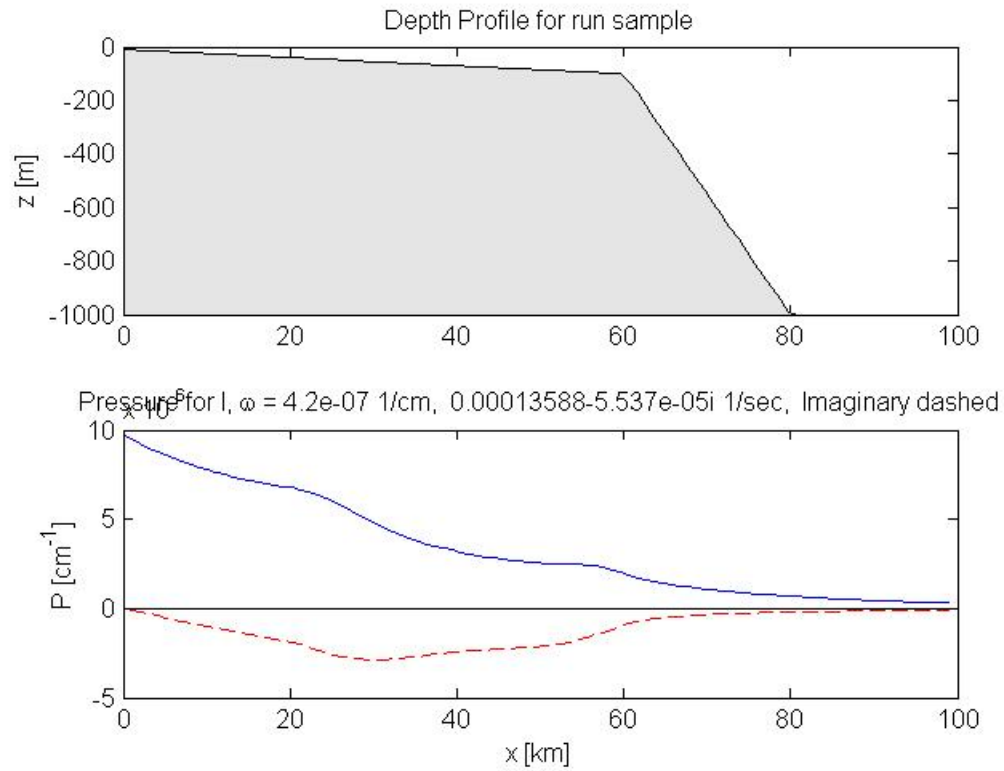 Depth Profile for run sample
0
-200
-400
-600
-800
-1000
z [m]
0 20 40 60 80 100
x 10⁻⁶
Pressure for l, ω = 4.2e-07 1/cm, 0.00013588-5.537e-05i 1/sec, Imaginary dashed
10
5
0
-5
P [cm⁻¹]
0 20 40 60 80 100
x [km]